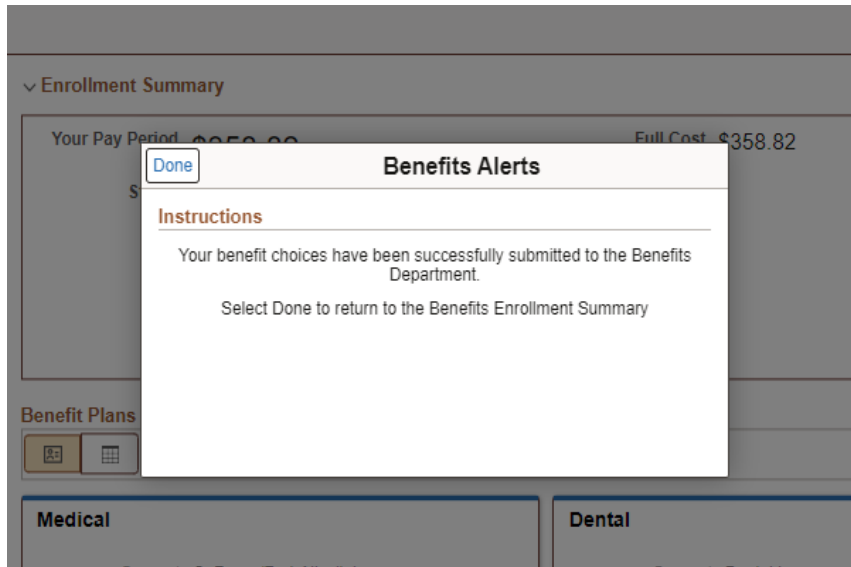 Enrollment Summary
Your Pay Period
Full Cost $358.82
Done
Benefits Alerts
Instructions
Your benefit choices have been successfully submitted to the Benefits
Department.
Select Done to return to the Benefits Enrollment Summary
Benefit Plans
Medical
Dental